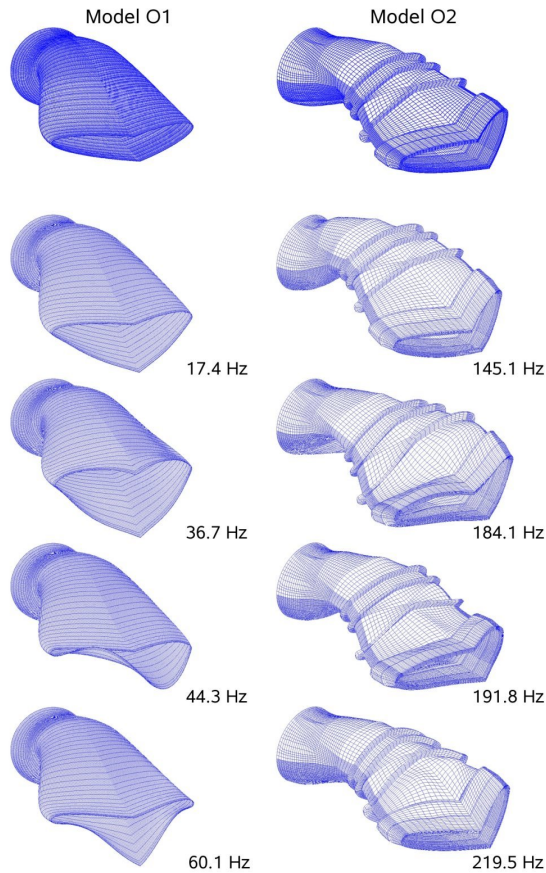 Model O1 Model O2
17.4 Hz 145.1 Hz
36.7 Hz 184.1 Hz
44.3 Hz 191.8 Hz
60.1 Hz 219.5 Hz